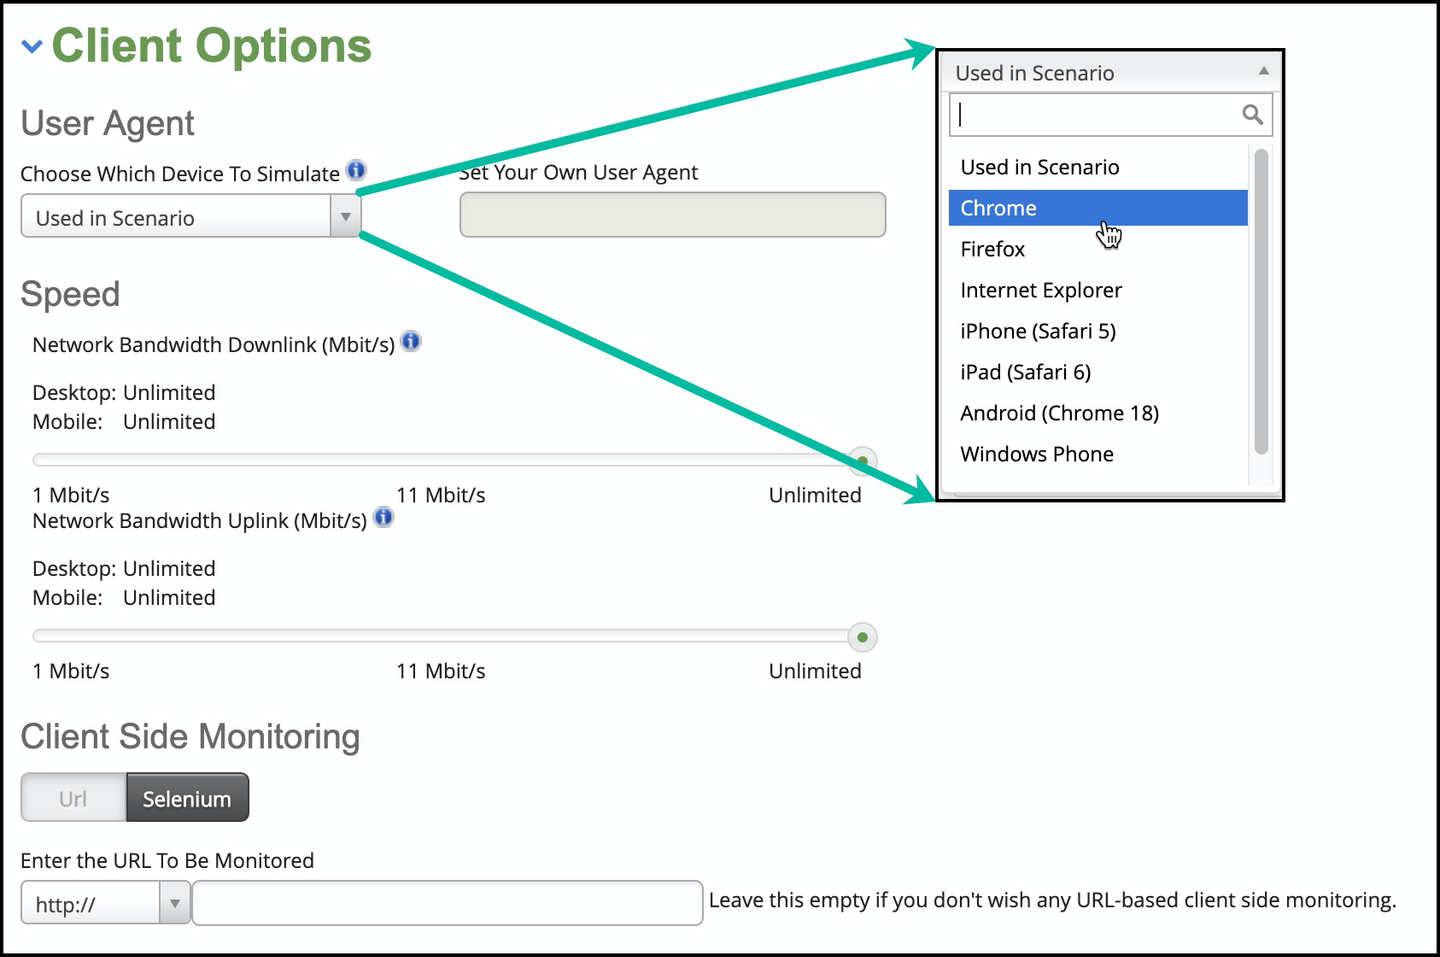 Client Options
User Agent
Choose Which Device To Simulate
Used in Scenario
Set Your Own User Agent
Speed
Network Bandwidth Downlink (Mbit/s)
Desktop: Unlimited
Mobile: Unlimited
1 Mbit/s 11 Mbit/s Unlimited
Network Bandwidth Uplink (Mbit/s)
Desktop: Unlimited
Mobile: Unlimited
1 Mbit/s 11 Mbit/s Unlimited
Client Side Monitoring
Url Selenium
Enter the URL To Be Monitored
http:// Leave this empty if you don't wish any URL-based client side monitoring.
Used in Scenario
Used in Scenario
Chrome
Firefox
Internet Explorer
iPhone (Safari 5)
iPad (Safari 6)
Android (Chrome 18)
Windows Phone